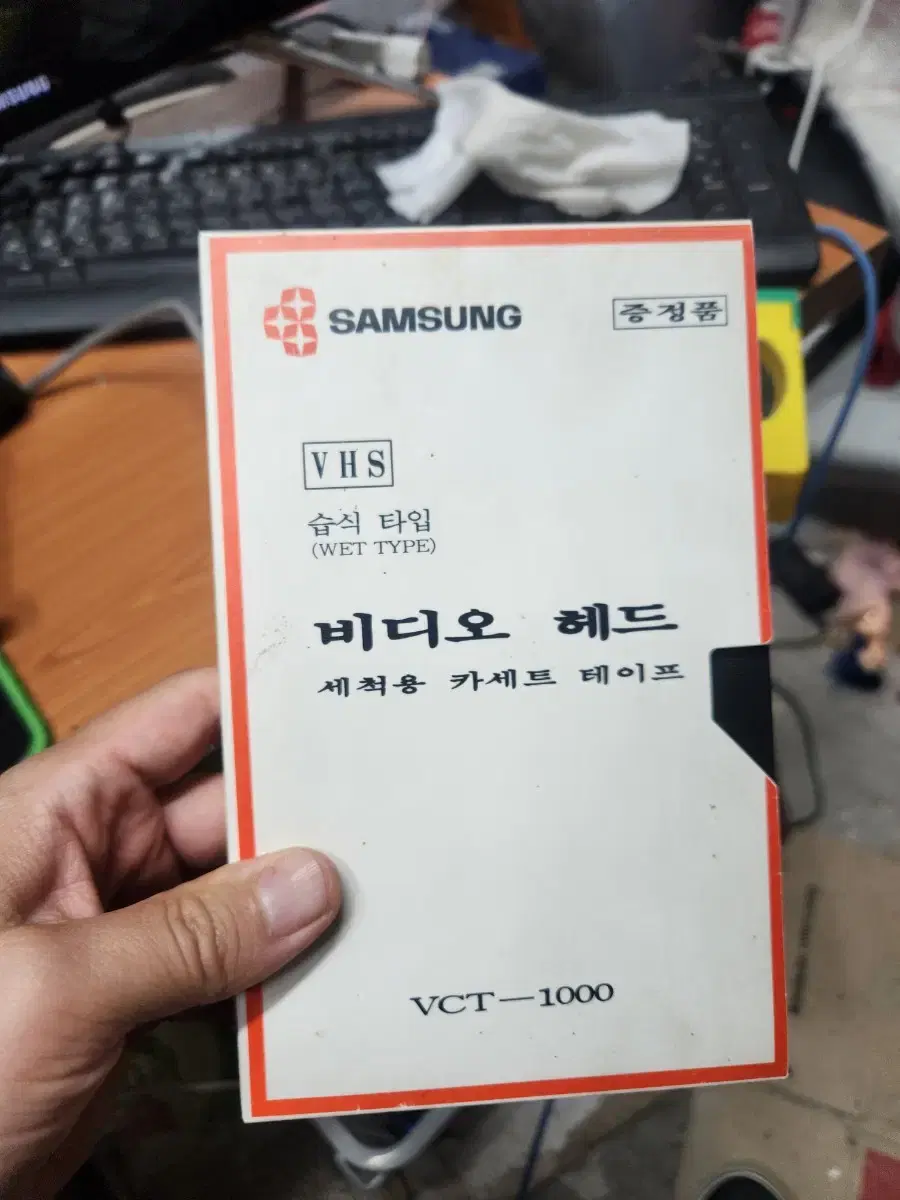 SAMSUNG
SAMSUNG
증정품
VHS
습식 타입
(WET TYPE)
비디오 헤드
세척용 카세트 테이프
VCT-1000